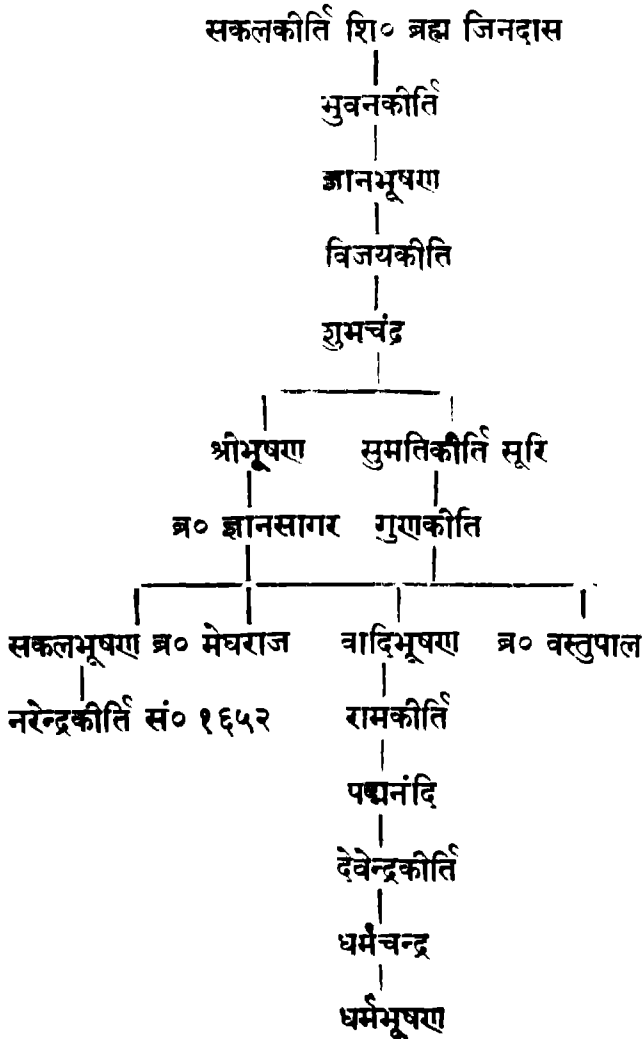 सकलकीर्ति शि० ब्रह्म जिनदास
भुवनकीर्ति
ज्ञानभूषण
विजयकीर्ति
शुभचंद्र
श्रीभूषण सुमतिकीर्ति सूरि
ब्र० ज्ञानसागर गुणकीर्ति
सकलभूषण ब्र० मेघराज वादिभूषण ब्र० वस्तुपाल
नरेन्द्रकीर्ति सं० १६५२ रामकीर्ति
पद्मनंदि
देवेन्द्रकीर्ति
धर्मचन्द्र
धर्मभूषण